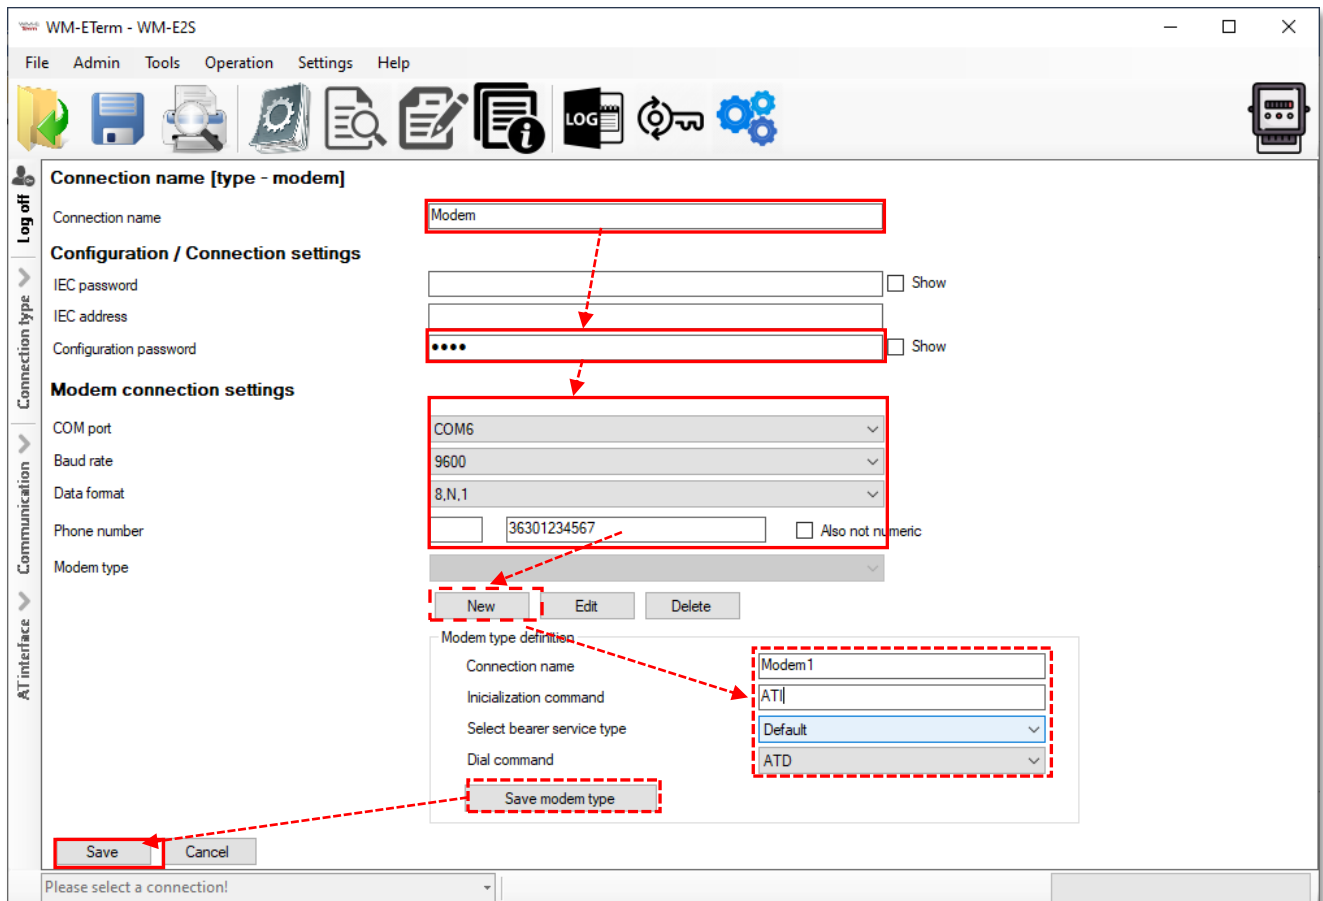 WM-ETerm - WM-E2S
File Admin Tools Operation Settings Help
LOG
Log off
Connection type
Communication
AT interface
Connection name [type - modem]
Connection name
Modem
Configuration / Connection settings
IEC password
Show
IEC address
Configuration password
••••
Show
Modem connection settings
COM port
COM6
Baud rate
9600
Data format
8,N,1
Phone number
36301234567
Also not numeric
Modem type
New Edit Delete
Modem type definition
Connection name
Modem1
Inicialization command
ATI
Select bearer service type
Default
Dial command
ATD
Save modem type
Save Cancel
Please select a connection!